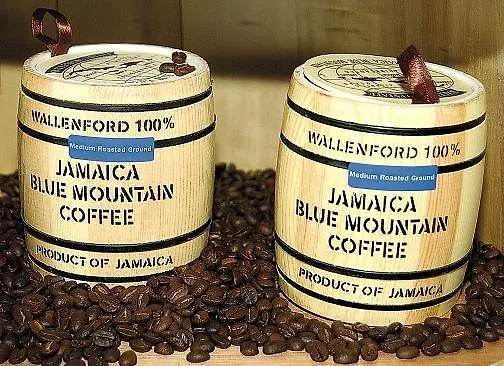 WALLENFORD 100%
Medium Roasted Ground
JAMAICA
BLUE MOUNTAIN
COFFEE
PRODUCT OF JAMAICA
WALLENFORD 100%
Medium Roasted Ground
JAMAICA
BLUE MOUNTAIN
COFFEE
PRODUCT OF JAMAICA